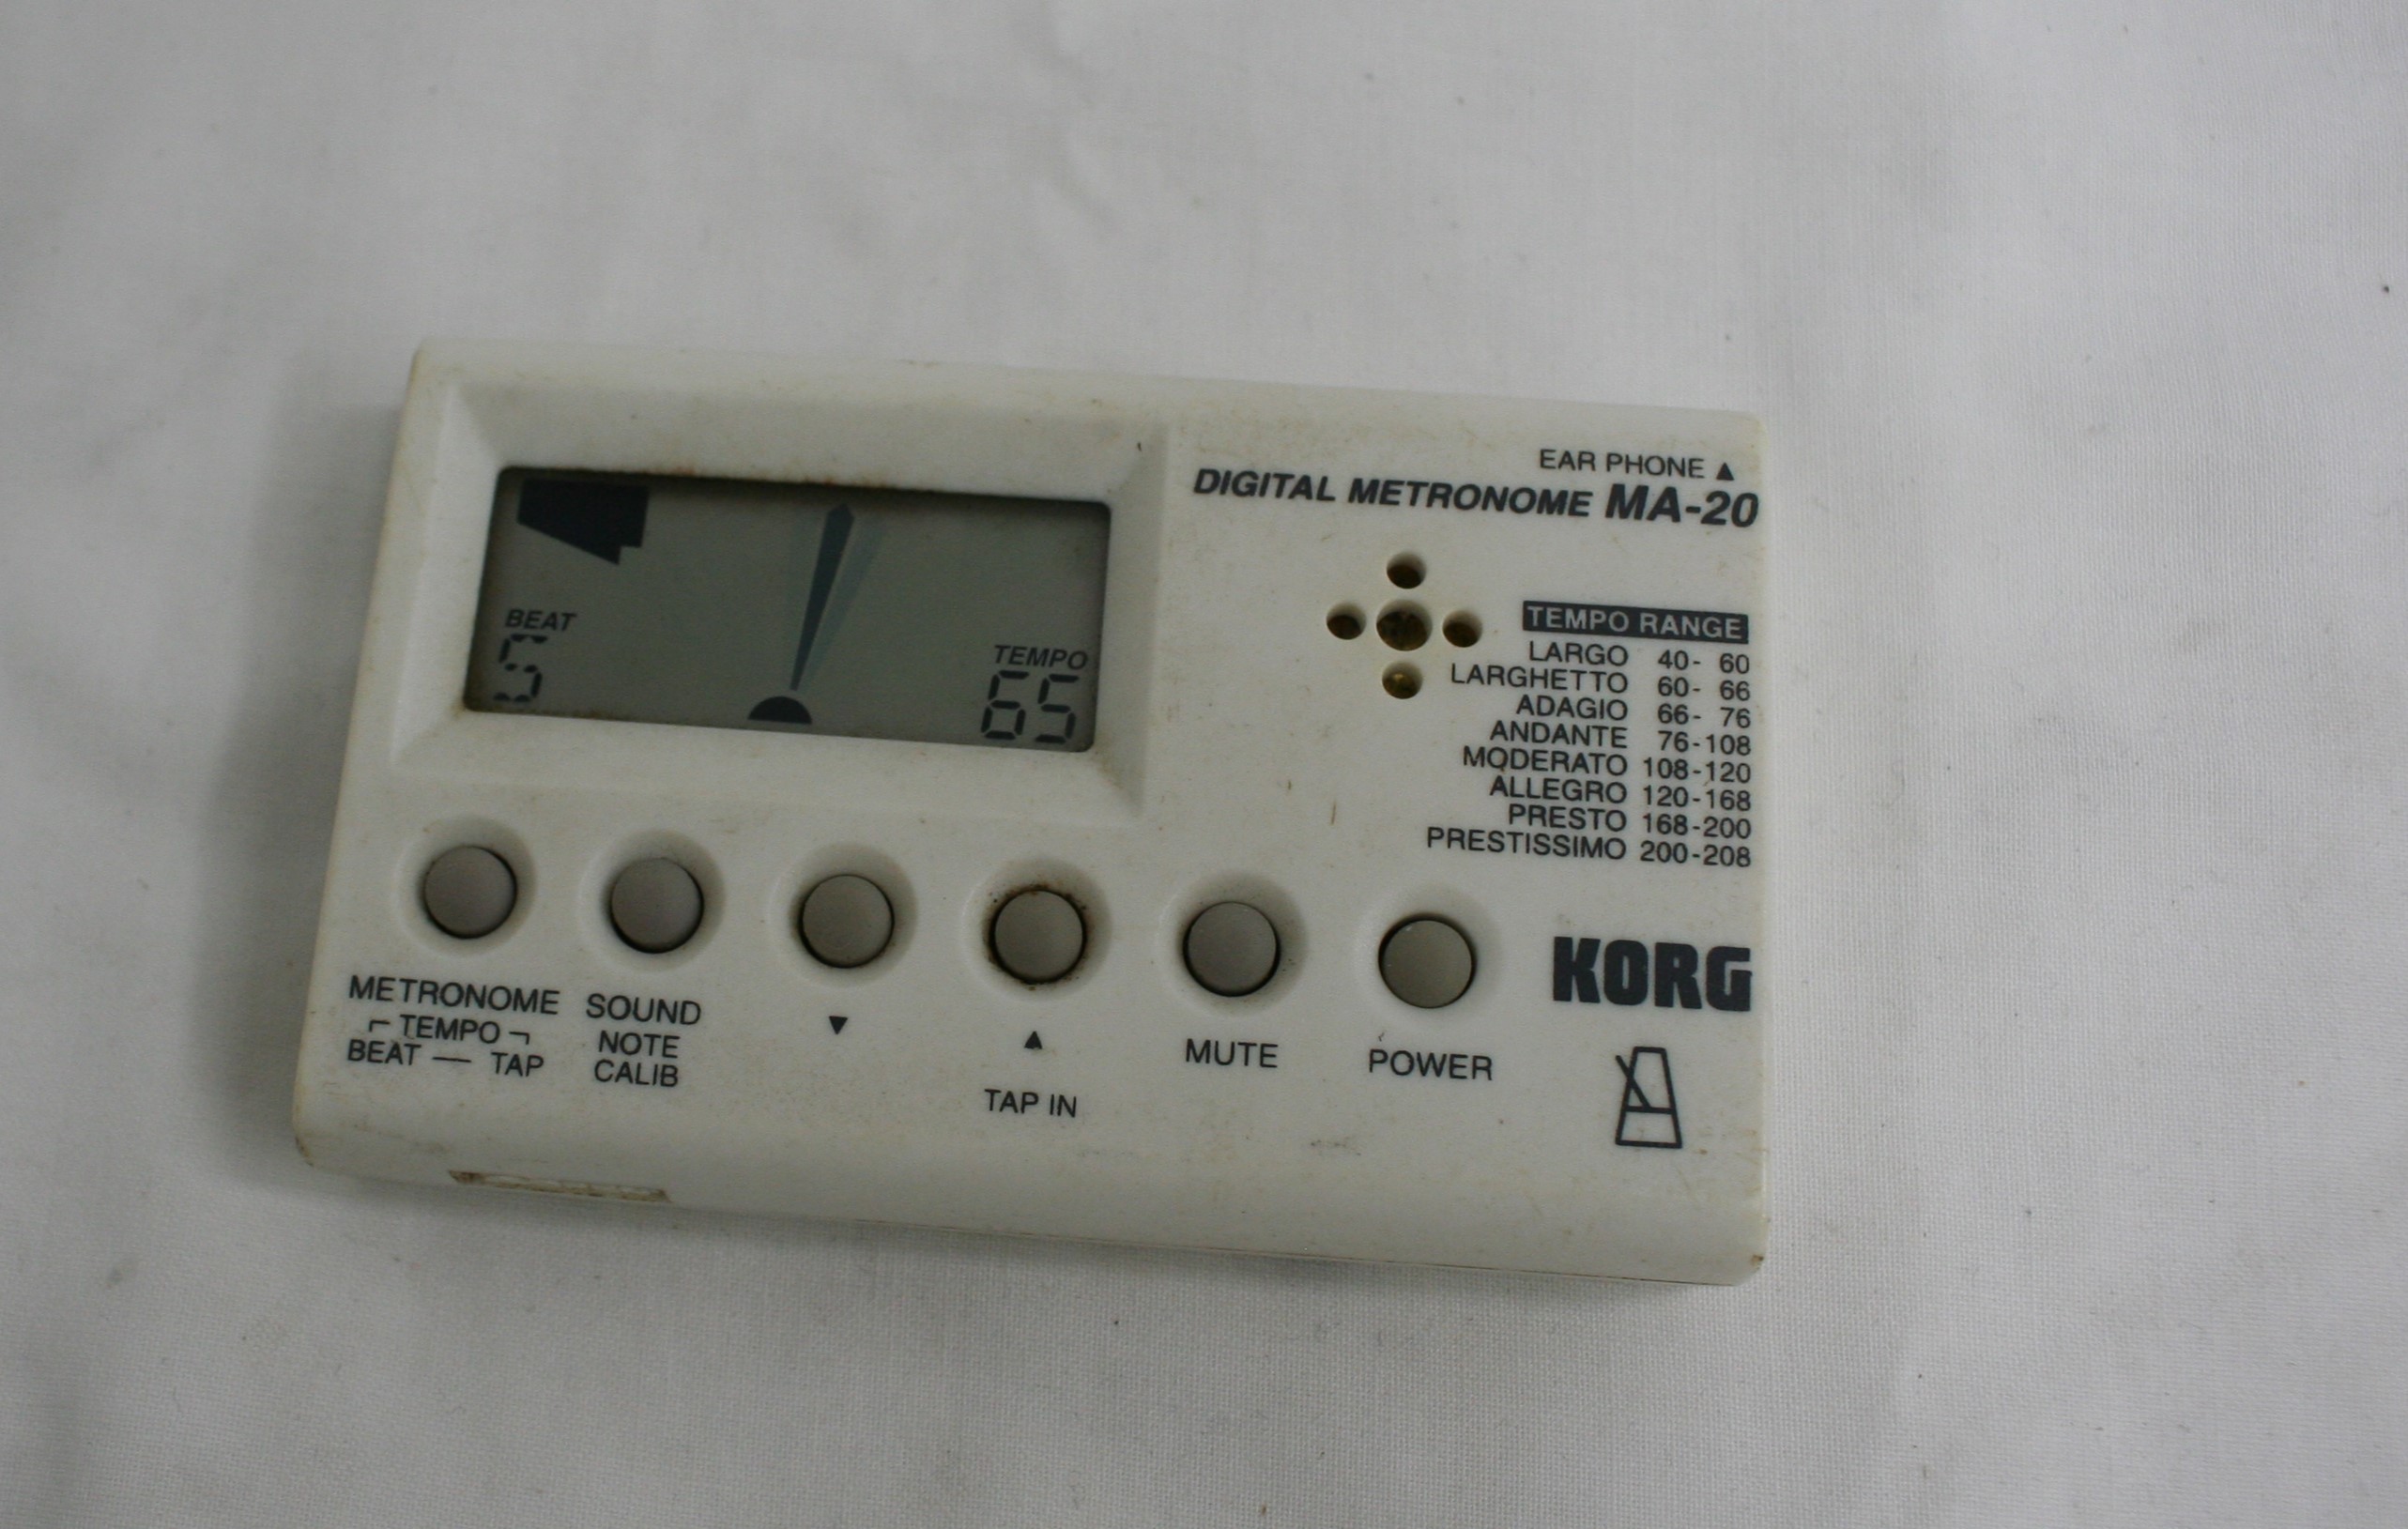 EAR PHONE ▲
DIGITAL METRONOME MA-20
BEAT
5
TEMPO
65
TEMPO RANGE
LARGO 40- 60
LARGHETTO 60- 66
ADAGIO 66- 76
ANDANTE 76-108
MODERATO 108-120
ALLEGRO 120-168
PRESTO 168-200
PRESTISSIMO 200-208
KORG
METRONOME
TEMPO
BEAT — TAP
SOUND
NOTE
CALIB
▼
▲
TAP IN
MUTE
POWER